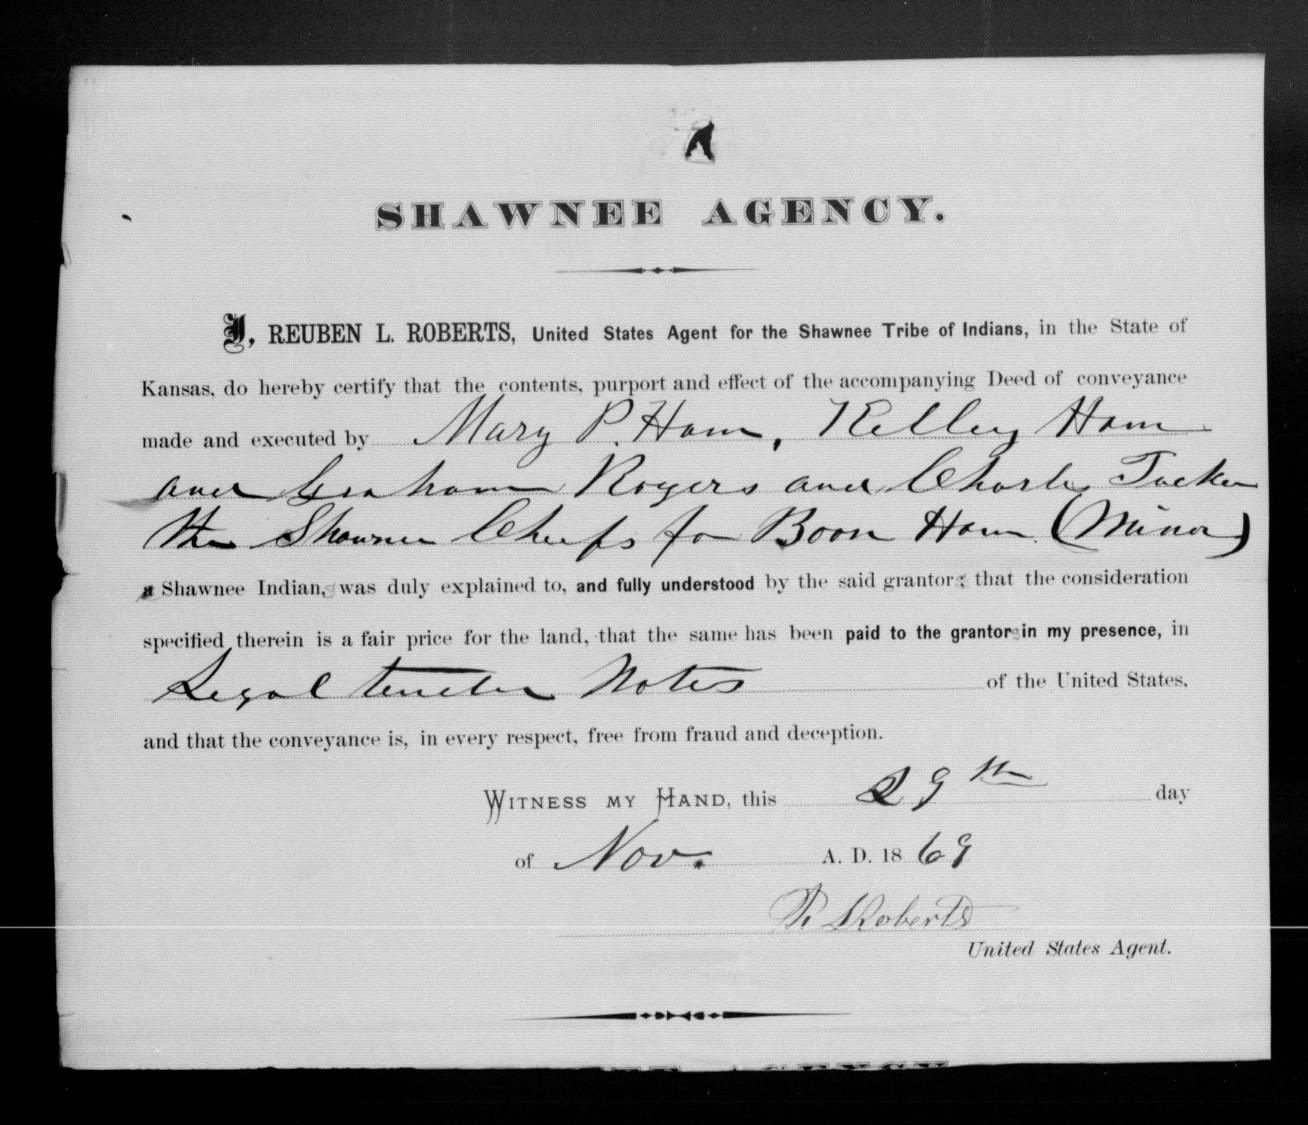 SHAWNEE AGENCY.
I, REUBEN L. ROBERTS, United States Agent for the Shawnee Tribe of Indians, in the State of
Kansas, do hereby certify that the contents, purport and effect of the accompanying Deed of conveyance
made and executed by Mary P. Ham, Kelley Ham
and Graham Rogers and Charles Tucker
the Shawnee Chiefs for Boon Ham (Minor)
a Shawnee Indian, was duly explained to, and fully understood by the said grantors; that the consideration
specified therein is a fair price for the land, that the same has been paid to the grantors in my presence, in
Legal tender Notes of the United States,
and that the conveyance is, in every respect, free from fraud and deception.
WITNESS MY HAND, this 29th day
of Nov. A. D. 1869
R L Roberts
United States Agent.
AGENCY